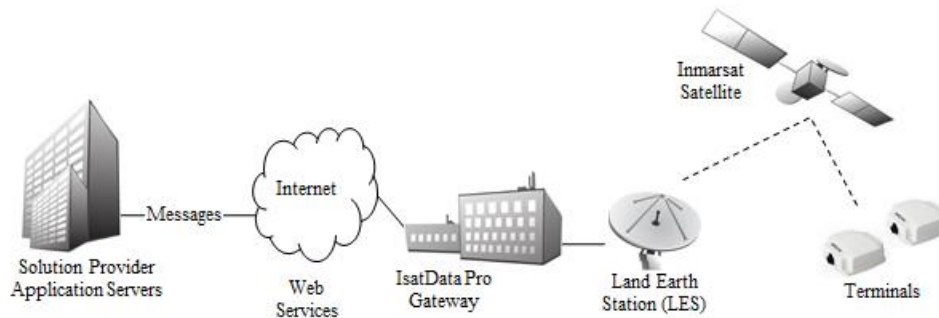 Inmarsat
Satellite
Internet
Messages
Solution Provider
Application Servers
Web
Services
IsatData Pro
Gateway
Land Earth
Station (LES)
Terminals